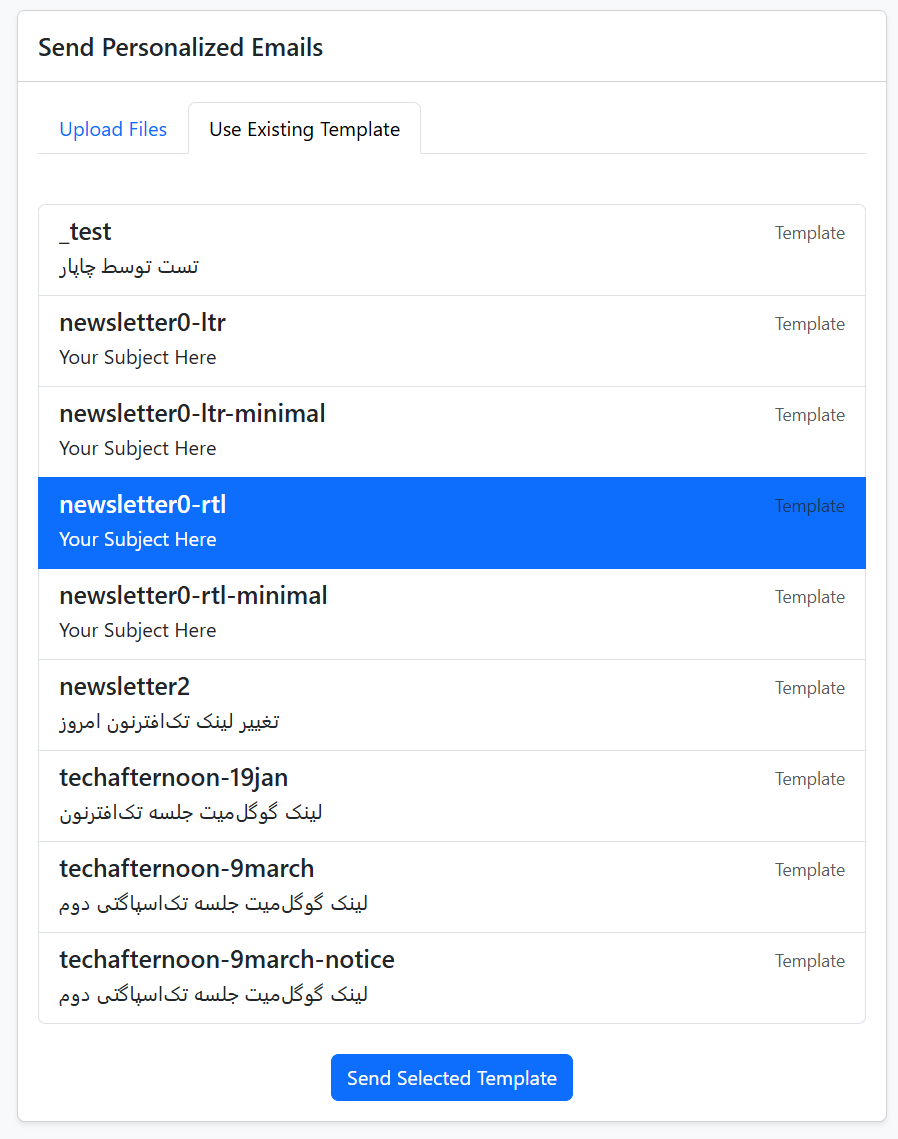 Send Personalized Emails
Upload Files
Use Existing Template
_test
Template
تست توسط چاپار
newsletter0-ltr
Template
Your Subject Here
newsletter0-ltr-minimal
Template
Your Subject Here
newsletter0-rtl
Template
Your Subject Here
newsletter0-rtl-minimal
Template
Your Subject Here
newsletter2
Template
تغییر لینک تک‌افترنون امروز
techafternoon-19jan
Template
لینک گوگل‌میت جلسه تک‌افترنون
techafternoon-9march
Template
لینک گوگل‌میت جلسه تک‌اسپاگتی دوم
techafternoon-9march-notice
Template
لینک گوگل‌میت جلسه تک‌اسپاگتی دوم
Send Selected Template